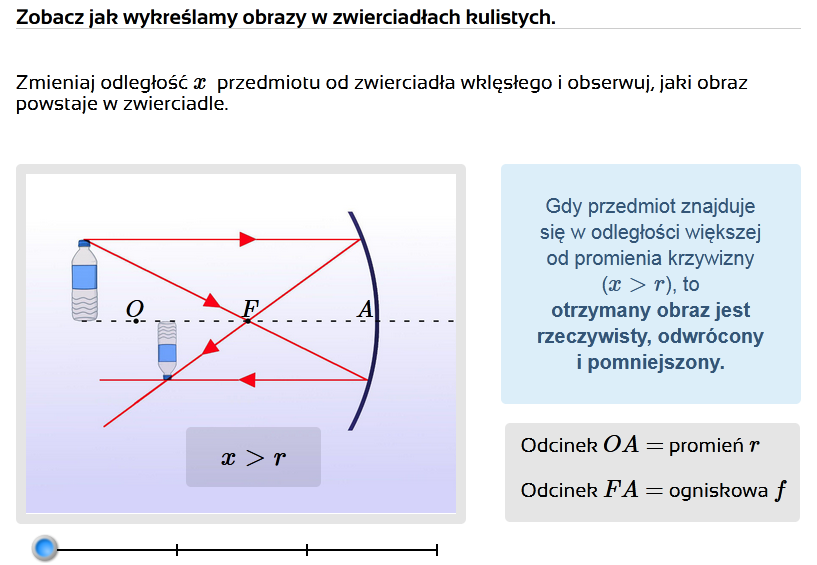 Zobacz jak wykreślamy obrazy w zwierciadłach kulistych.
Zmieniaj odległość x przedmiotu od zwierciadła wklęsłego i obserwuj, jaki obraz
powstaje w zwierciadle.
O
F
A
x > r
Gdy przedmiot znajduje
się w odległości większej
od promienia krzywizny
(x > r), to
otrzymany obraz jest
rzeczywisty, odwrócony
i pomniejszony.
Odcinek OA = promień r
Odcinek FA = ogniskowa f